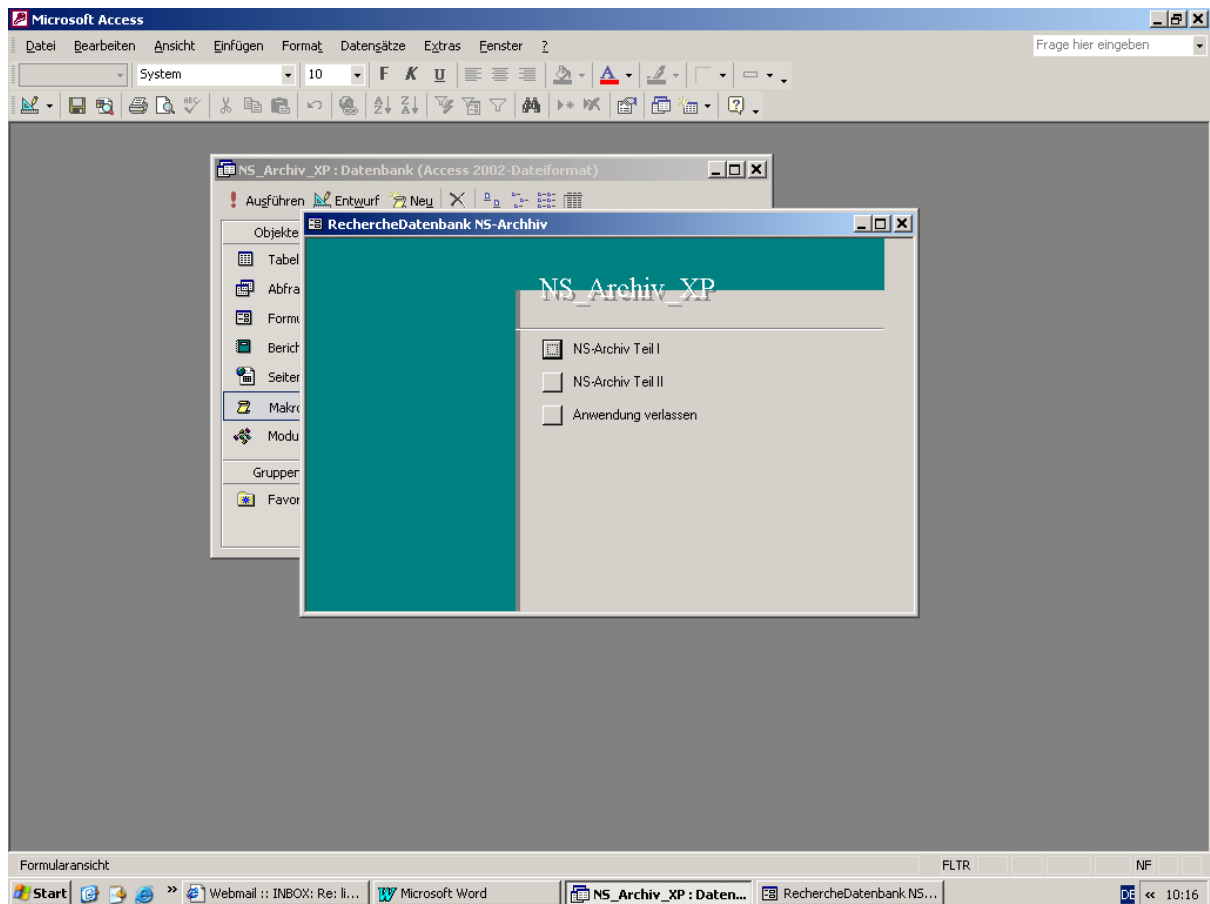 Microsoft Access
Datei Bearbeiten Ansicht Einfügen Format Datensätze Extras Fenster ?
Frage hier eingeben
System 10 F K U
NS_Archiv_XP : Datenbank (Access 2002-Dateiformat)
Ausführen Entwurf Neu
Objekte
Tabel
Abfra
Formu
Berich
Seiten
Makro
Modu
Gruppen
Favor
RechercheDatenbank NS-Archhiv
NS_Archiv_XP
NS-Archiv Teil I
NS-Archiv Teil II
Anwendung verlassen
Formularansicht FLTR NF
Start » Webmail :: INBOX: Re: li... Microsoft Word NS_Archiv_XP : Daten... RechercheDatenbank NS... DE « 10:16